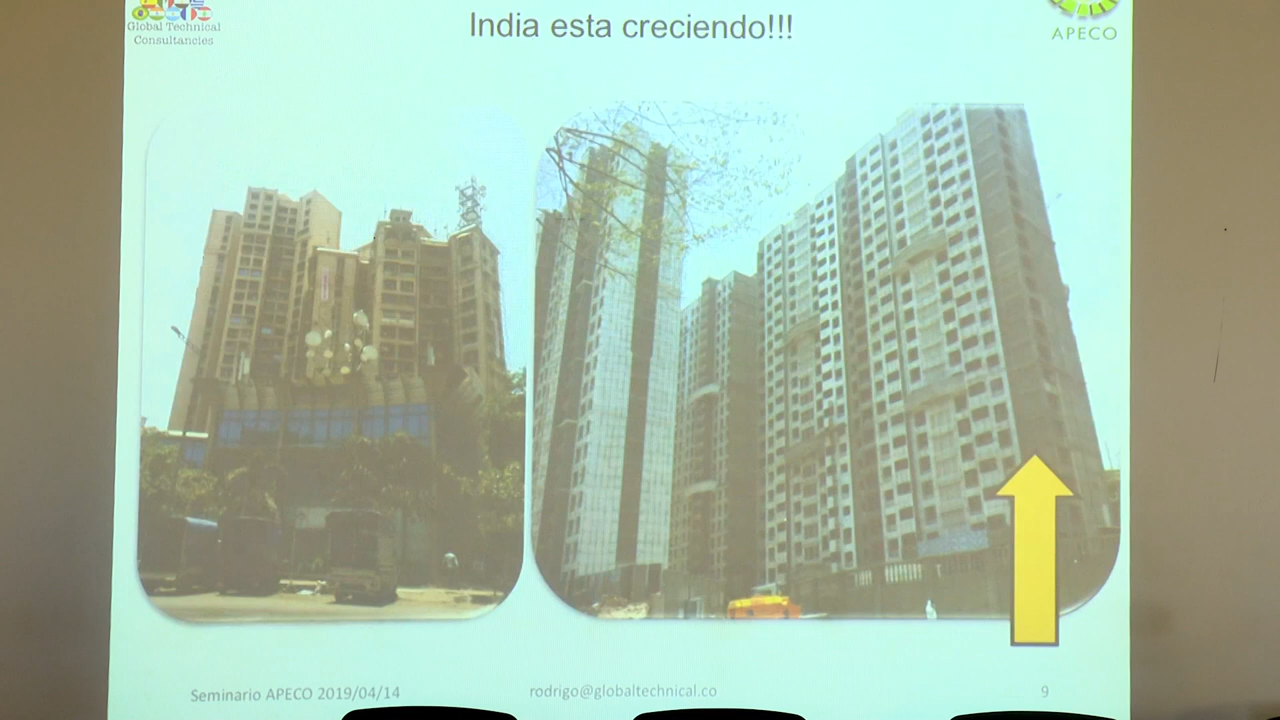 Global Technical
Consultancies
India esta creciendo!!!
APECO
Seminario APECO 2019/04/14
rodrigo@globaltechnical.co
9